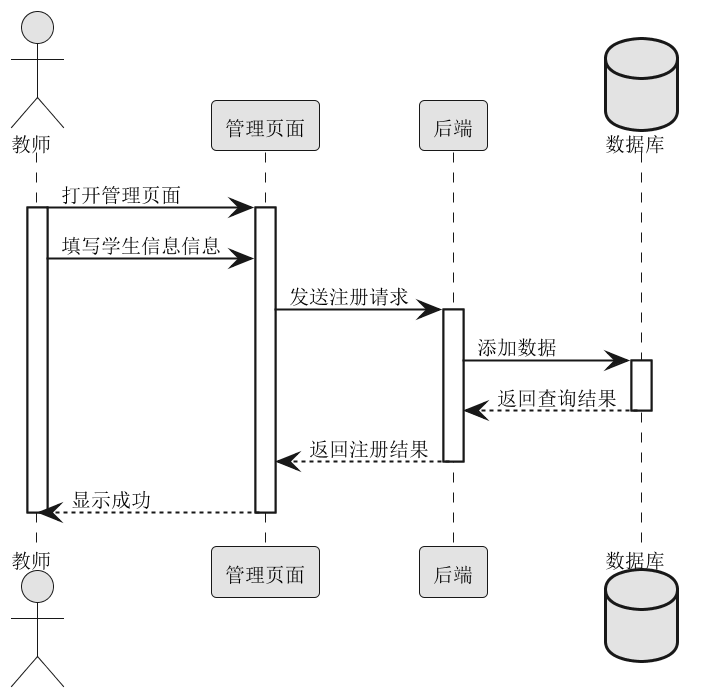 教师
管理页面
后端
数据库
打开管理页面
填写学生信息信息
发送注册请求
添加数据
返回查询结果
返回注册结果
显示成功
教师
管理页面
后端
数据库